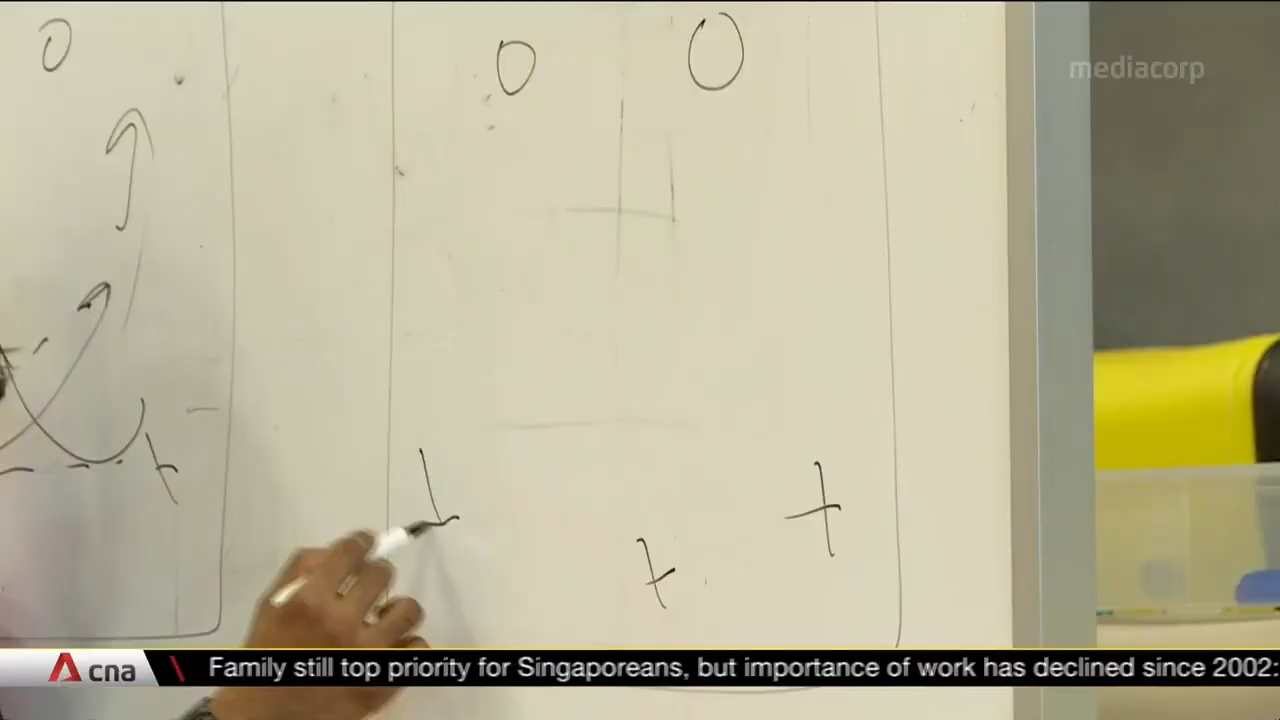 mediacorp
cna
Family still top priority for Singaporeans, but importance of work has declined since 2002: